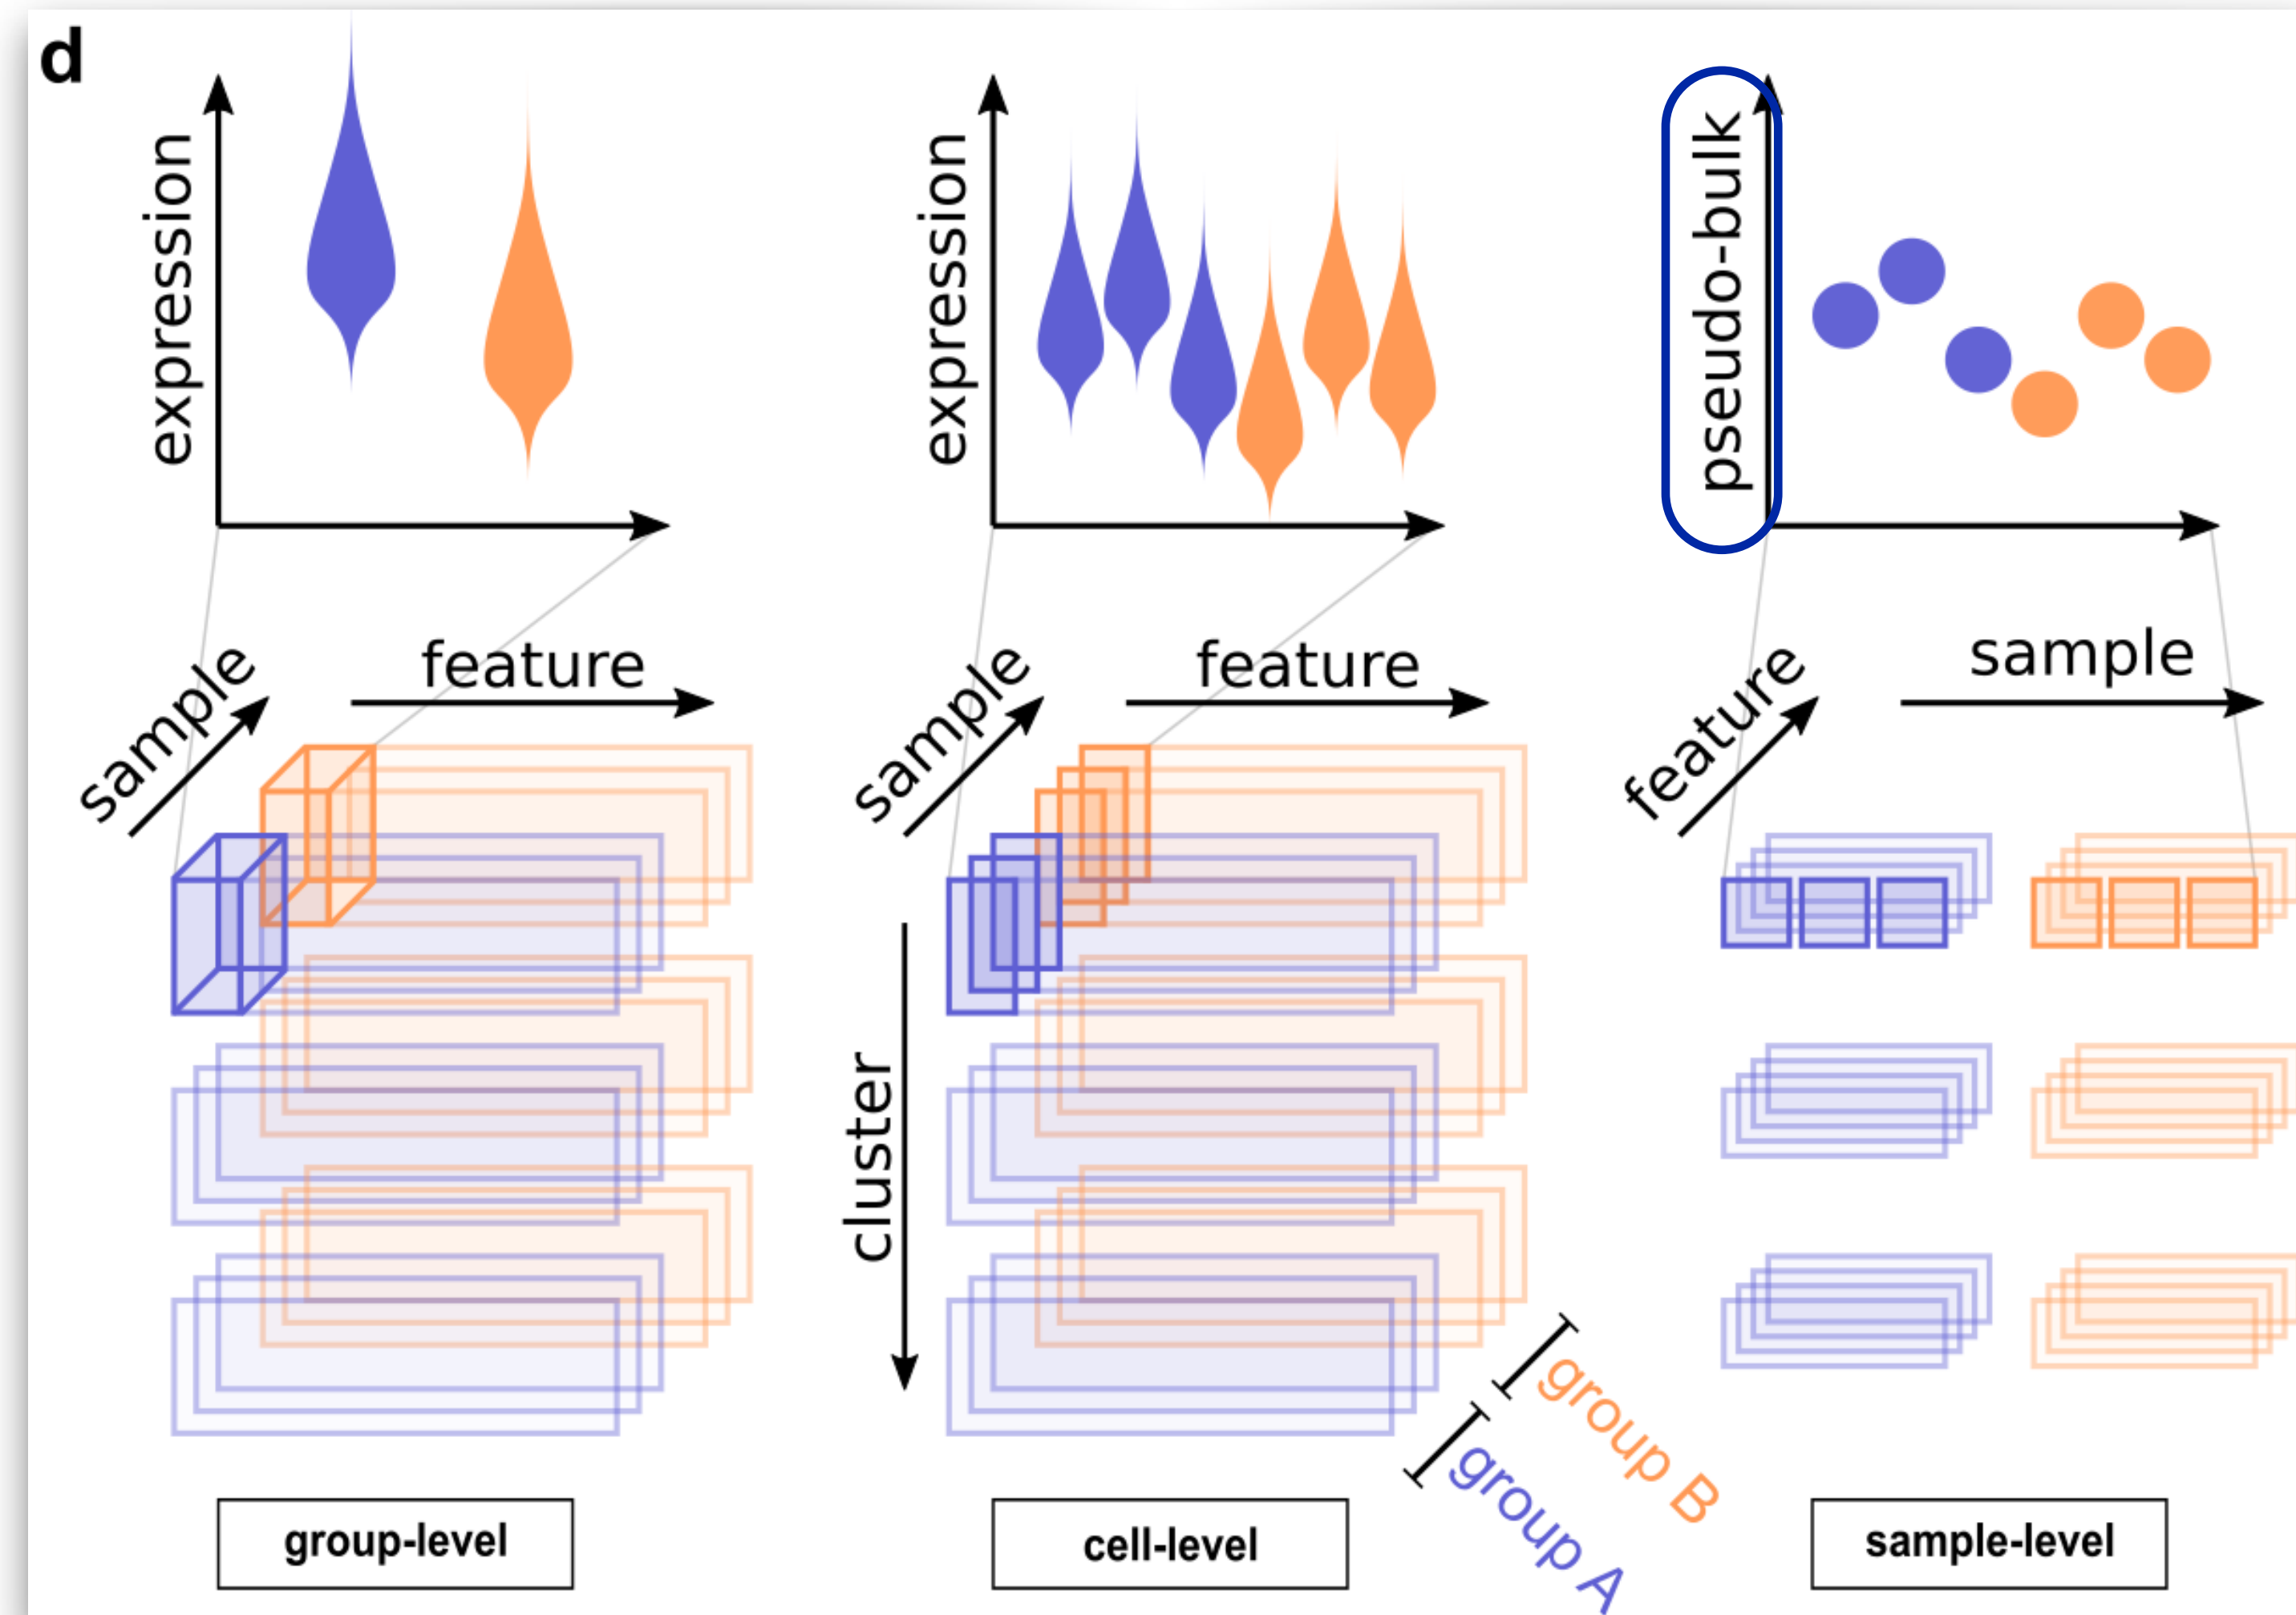 d
expression
expression
pseudo-bulk
sample
feature
sample
feature
feature
sample
cluster
group B
group A
group-level
cell-level
sample-level